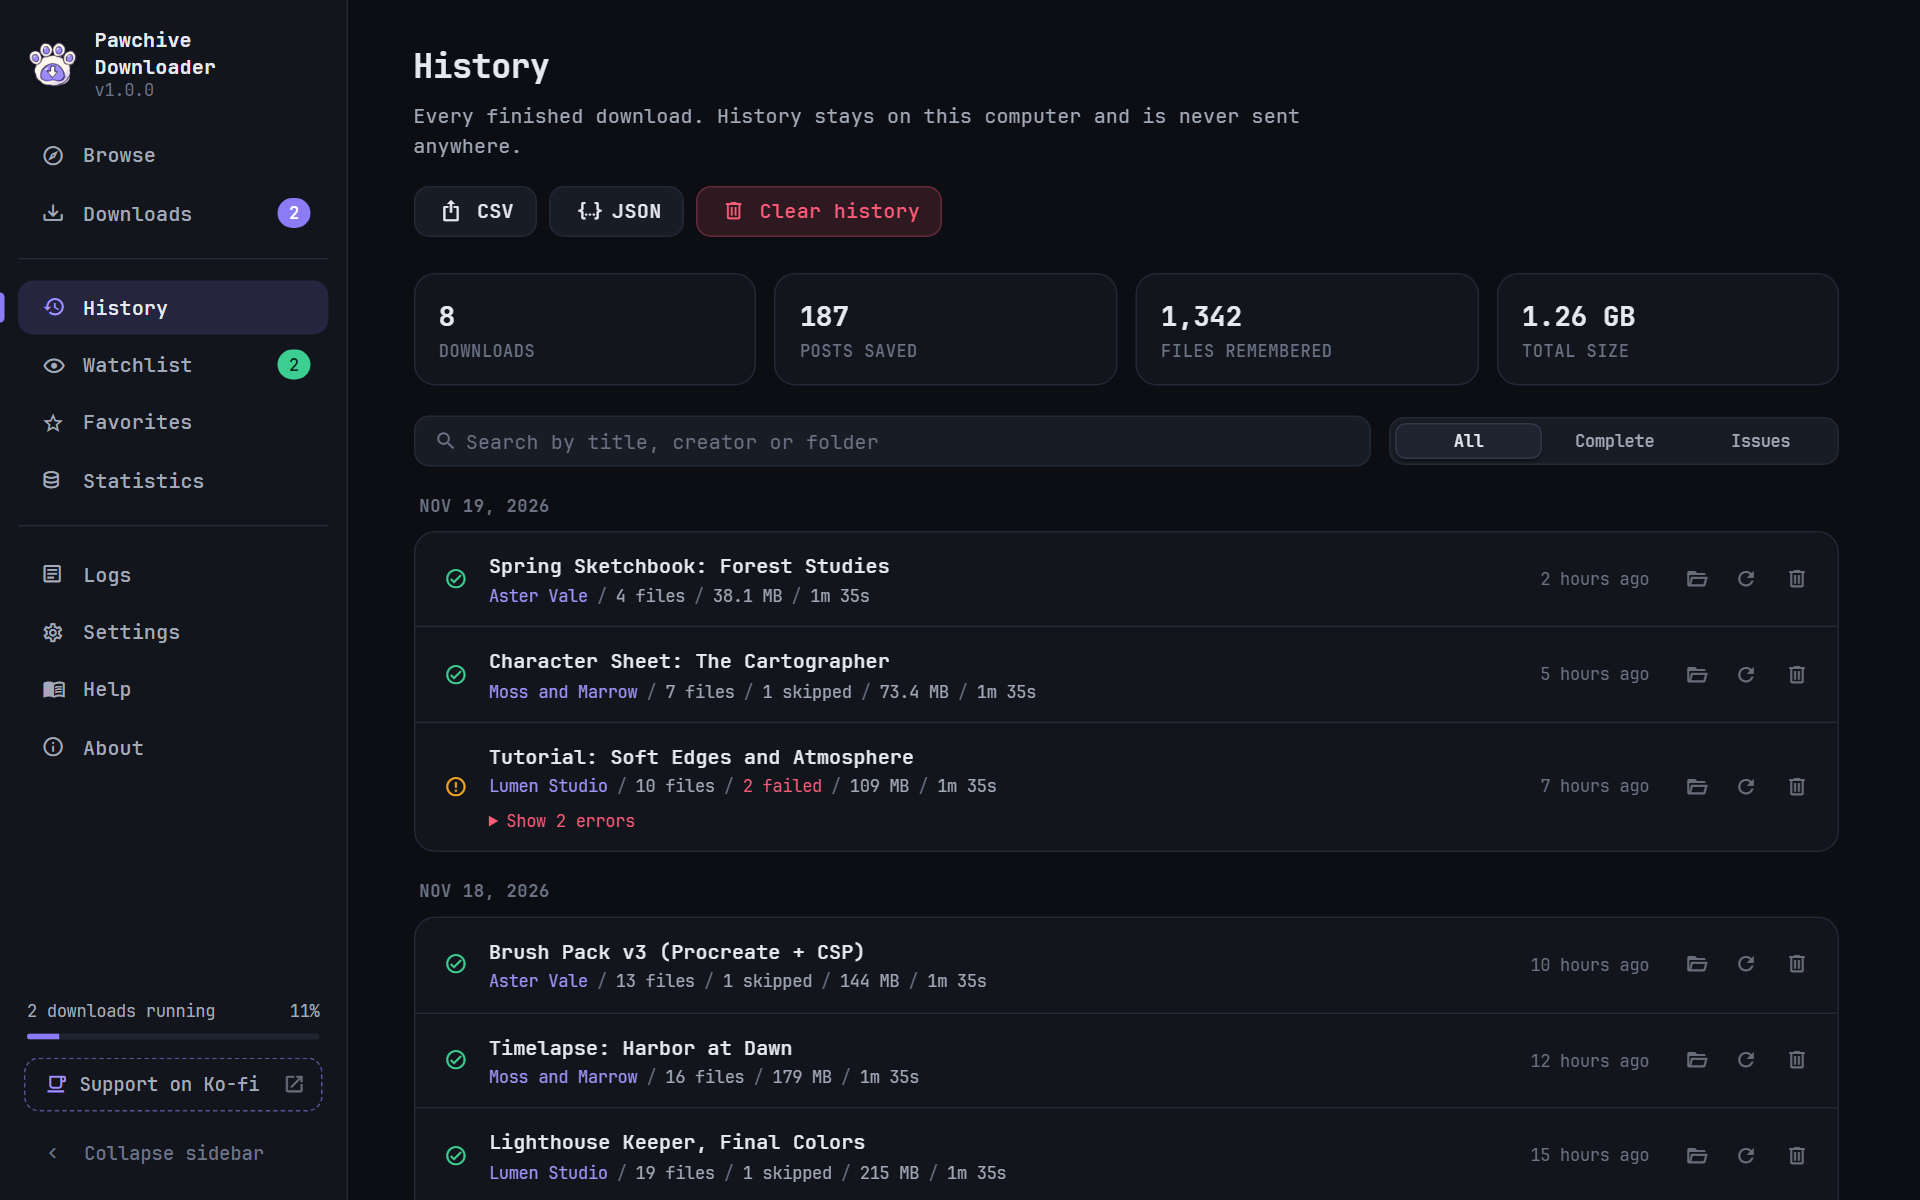 Pawchive
Downloader
v1.0.0
Browse
Downloads 2
History
Watchlist 2
Favorites
Statistics
Logs
Settings
Help
About
2 downloads running 11%
Support on Ko-fi
Collapse sidebar
History
Every finished download. History stays on this computer and is never sent
anywhere.
CSV {..} JSON Clear history
8
DOWNLOADS
187
POSTS SAVED
1,342
FILES REMEMBERED
1.26 GB
TOTAL SIZE
Search by title, creator or folder
All Complete Issues
NOV 19, 2026
Spring Sketchbook: Forest Studies
Aster Vale / 4 files / 38.1 MB / 1m 35s
2 hours ago
Character Sheet: The Cartographer
Moss and Marrow / 7 files / 1 skipped / 73.4 MB / 1m 35s
5 hours ago
Tutorial: Soft Edges and Atmosphere
Lumen Studio / 10 files / 2 failed / 109 MB / 1m 35s
Show 2 errors
7 hours ago
NOV 18, 2026
Brush Pack v3 (Procreate + CSP)
Aster Vale / 13 files / 1 skipped / 144 MB / 1m 35s
10 hours ago
Timelapse: Harbor at Dawn
Moss and Marrow / 16 files / 179 MB / 1m 35s
12 hours ago
Lighthouse Keeper, Final Colors
Lumen Studio / 19 files / 1 skipped / 215 MB / 1m 35s
15 hours ago